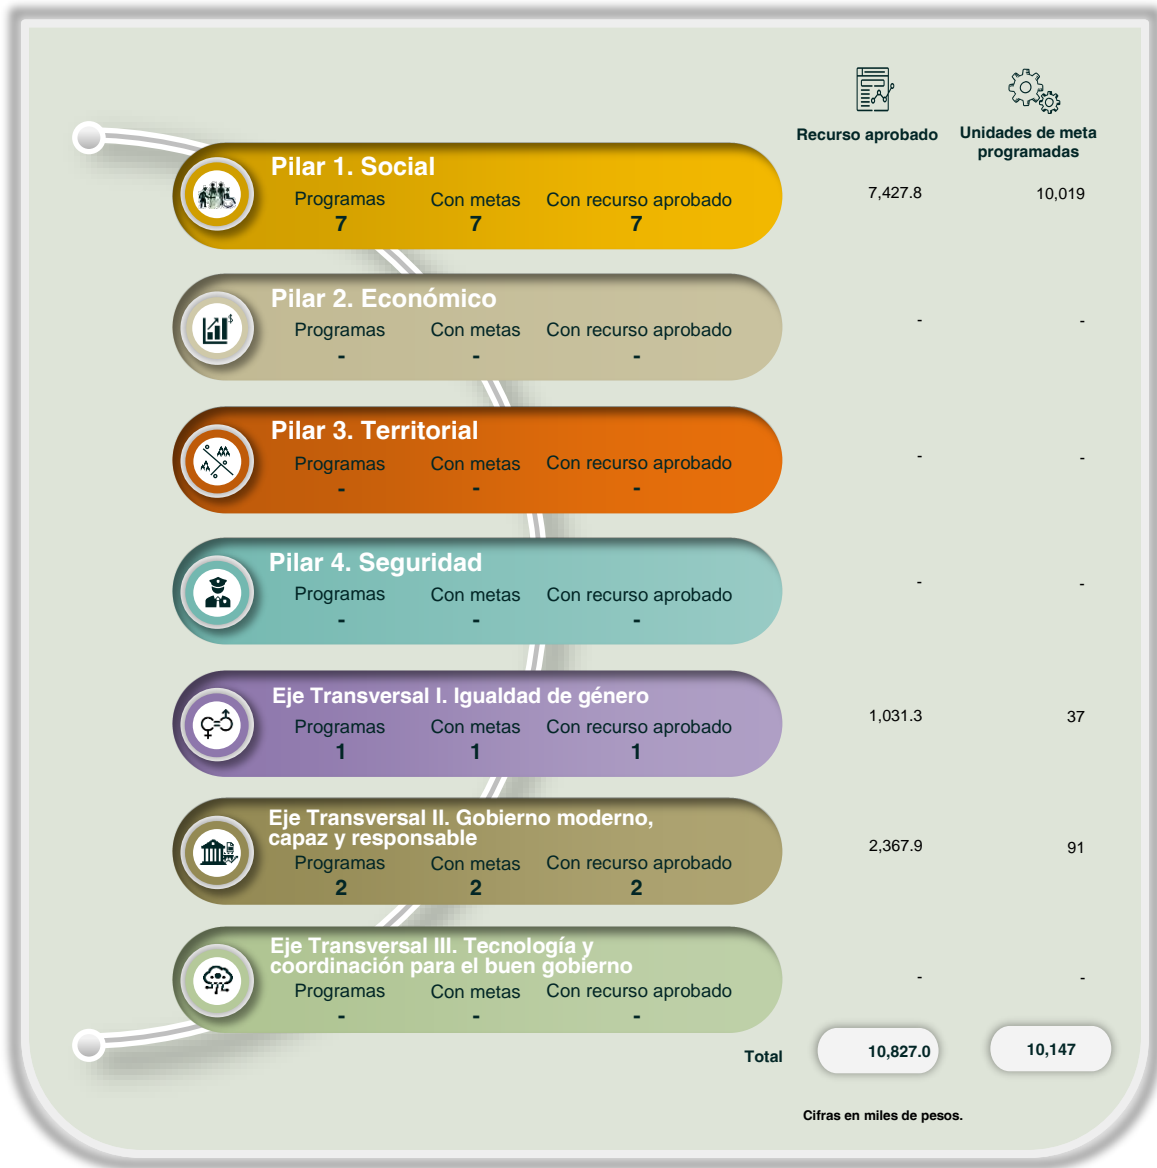 Recurso aprobado
Unidades de meta
programadas
Pilar 1. Social
Programas Con metas Con recurso aprobado
7 7 7
7,427.8 10,019
Pilar 2. Económico
Programas Con metas Con recurso aprobado
- - -
- -
Pilar 3. Territorial
Programas Con metas Con recurso aprobado
- - -
- -
Pilar 4. Seguridad
Programas Con metas Con recurso aprobado
- - -
- -
Eje Transversal I. Igualdad de género
Programas Con metas Con recurso aprobado
1 1 1
1,031.3 37
Eje Transversal II. Gobierno moderno,
capaz y responsable
Programas Con metas Con recurso aprobado
2 2 2
2,367.9 91
Eje Transversal III. Tecnología y
coordinación para el buen gobierno
Programas Con metas Con recurso aprobado
- - -
- -
Total 10,827.0 10,147
Cifras en miles de pesos.